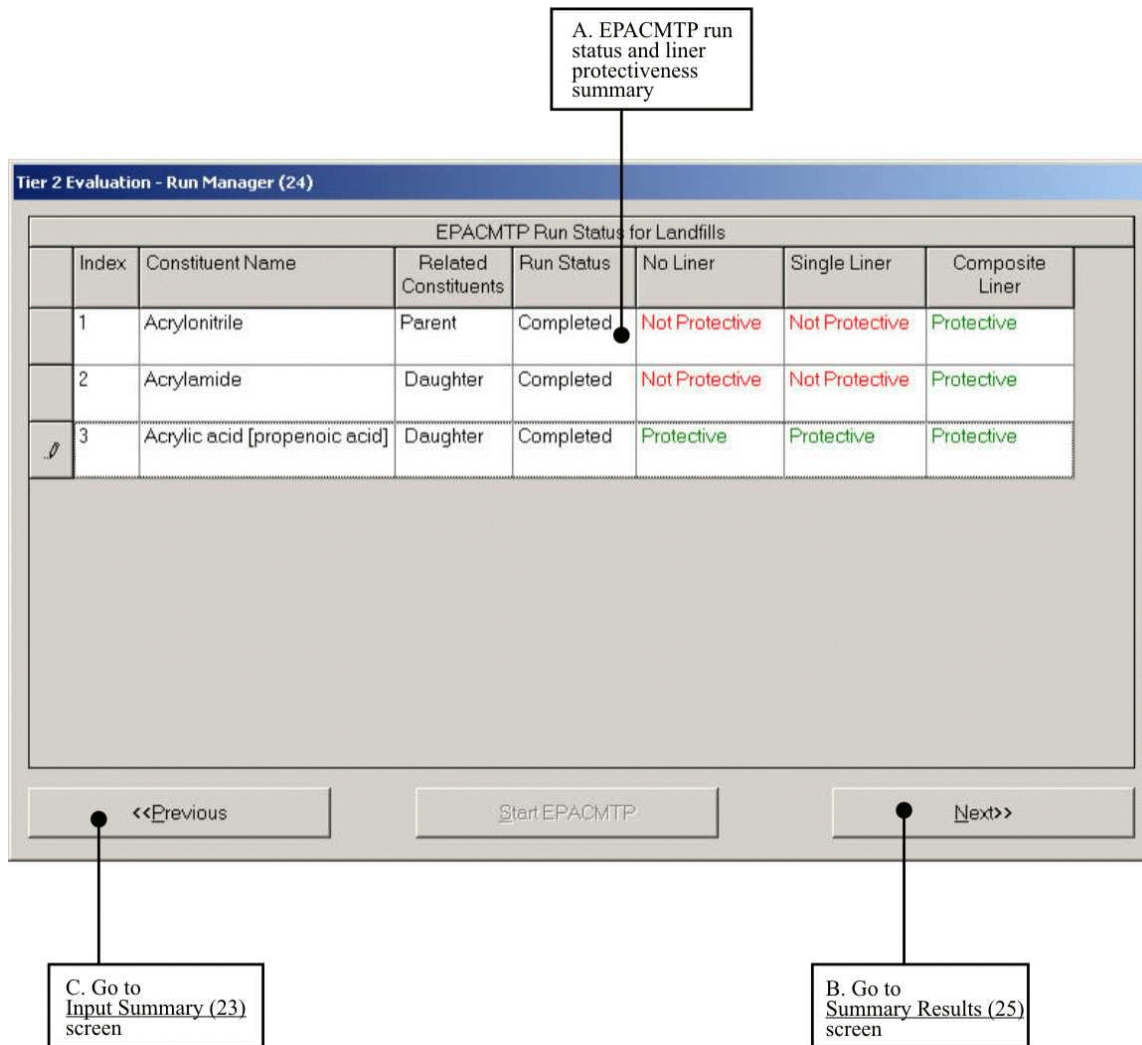 A. EPACMTP run
status and liner
protectiveness
summary
Tier 2 Evaluation - Run Manager (24)
EPACMTP Run Status for Landfills
Index Constituent Name Related Constituents Run Status No Liner Single Liner Composite Liner
1 Acrylonitrile Parent Completed Not Protective Not Protective Protective
2 Acrylamide Daughter Completed Not Protective Not Protective Protective
3 Acrylic acid [propenoic acid] Daughter Completed Protective Protective Protective
<<Previous Start EPACMTP Next>>
C. Go to
Input Summary (23)
screen
B. Go to
Summary Results (25)
screen